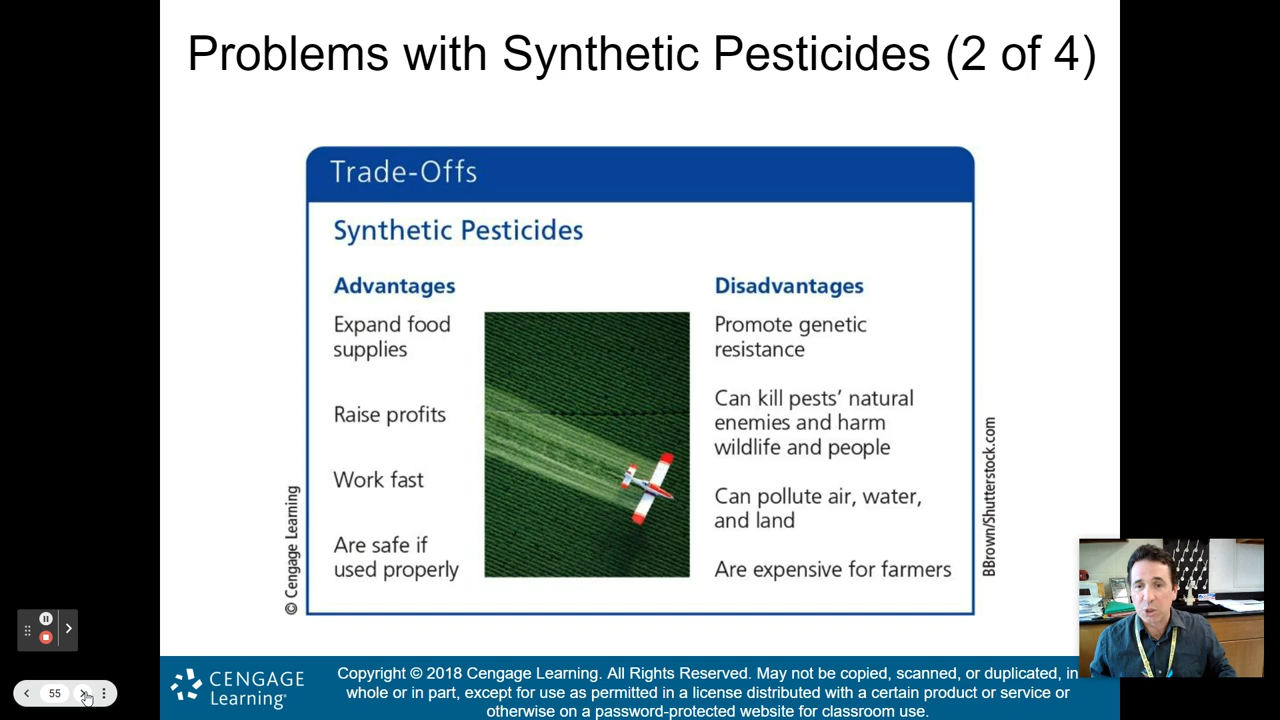 Problems with Synthetic Pesticides (2 of 4)
Trade-Offs
Synthetic Pesticides
Advantages
Expand food
supplies
Raise profits
Work fast
Are safe if
used properly
Disadvantages
Promote genetic
resistance
Can kill pests’ natural
enemies and harm
wildlife and people
Can pollute air, water,
and land
Are expensive for farmers
© Cengage Learning
BBrown/Shutterstock.com
55
CENGAGE
Learning®
Copyright © 2018 Cengage Learning. All Rights Reserved. May not be copied, scanned, or duplicated, in
whole or in part, except for use as permitted in a license distributed with a certain product or service or
otherwise on a password-protected website for classroom use.